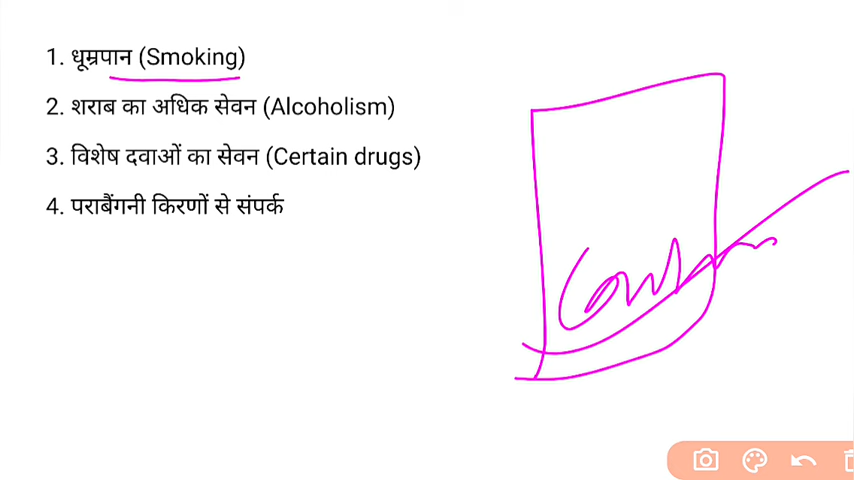 1. धूम्रपान (Smoking)
2. शराब का अधिक सेवन (Alcoholism)
3. विशेष दवाओं का सेवन (Certain drugs)
4. पराबैंगनी किरणों से संपर्क